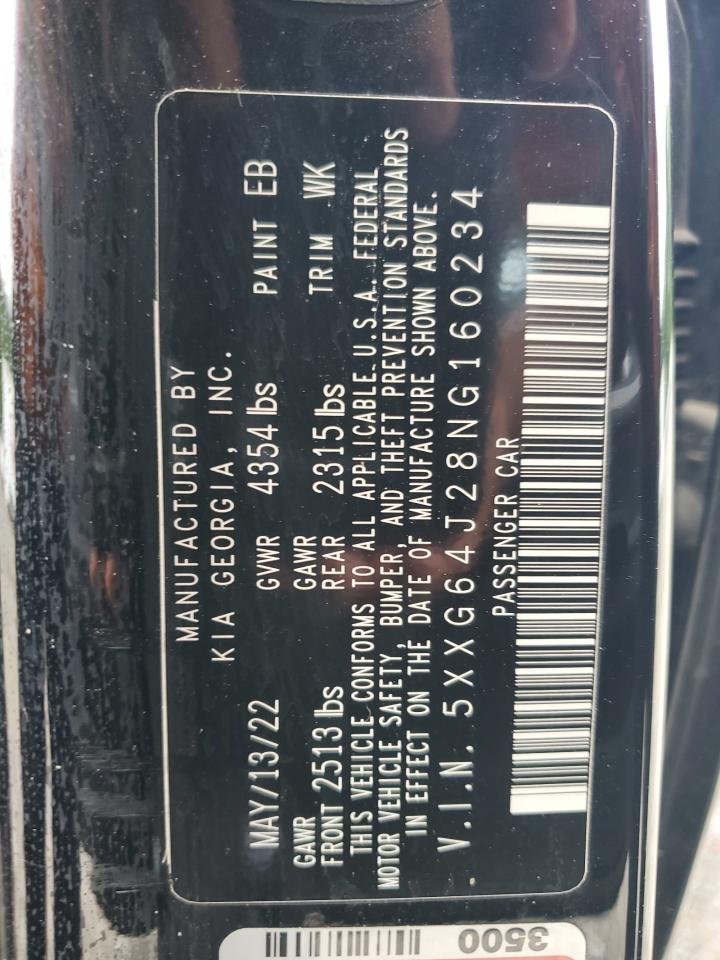 MANUFACTURED BY
KIA GEORGIA, INC.
MAY/13/22 GVWR 4354 lbs PAINT EB
GAWR FRONT 2513 lbs GAWR REAR 2315 lbs TRIM WK
THIS VEHICLE CONFORMS TO ALL APPLICABLE U.S.A. FEDERAL
MOTOR VEHICLE SAFETY, BUMPER, AND THEFT PREVENTION STANDARDS
IN EFFECT ON THE DATE OF MANUFACTURE SHOWN ABOVE.
V.I.N. 5XXG64J28NG160234
PASSENGER CAR
3500